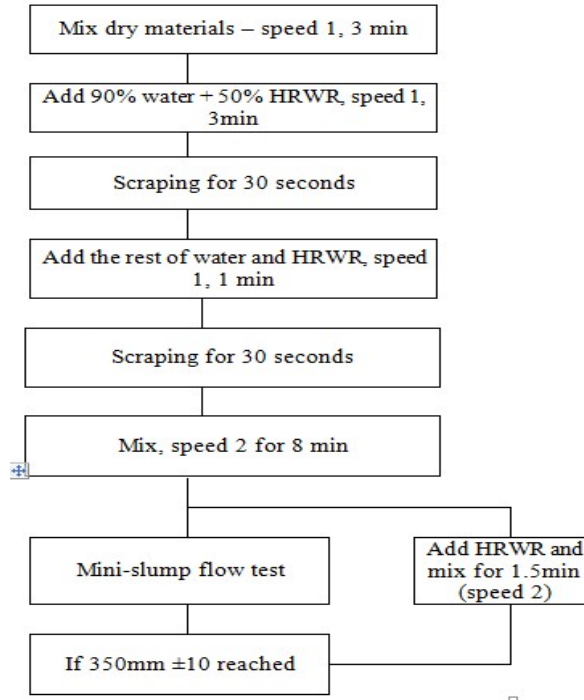 Mix dry materials – speed 1, 3 min
Add 90% water + 50% HRWR, speed 1,
3min
Scraping for 30 seconds
Add the rest of water and HRWR, speed
1, 1 min
Scraping for 30 seconds
Mix, speed 2 for 8 min
Mini-slump flow test
Add HRWR and
mix for 1.5min
(speed 2)
If 350mm ±10 reached